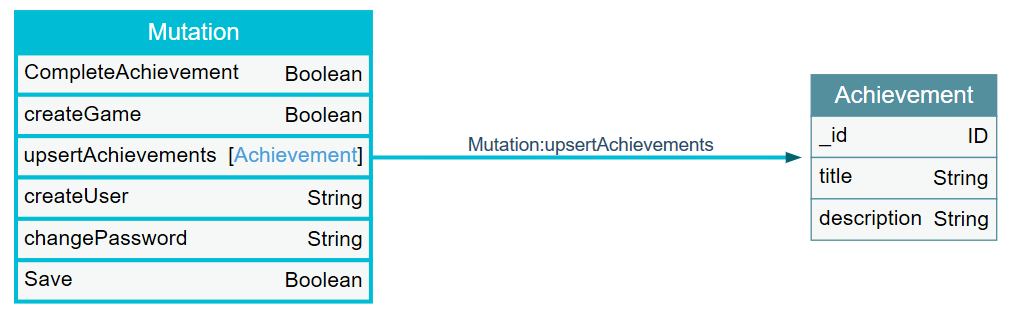 Mutation
CompleteAchievement Boolean
createGame Boolean
upsertAchievements [Achievement]
createUser String
changePassword String
Save Boolean
Mutation:upsertAchievements
Achievement
_id ID
title String
description String